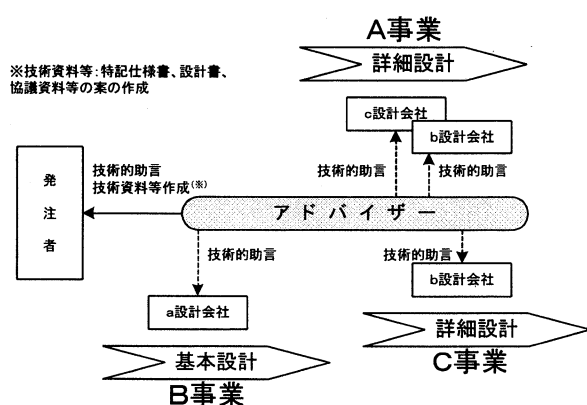 A事業
詳細設計
※技術資料等:特記仕様書、設計書、
協議資料等の案の作成
c設計会社
b設計会社
発注者
技術的助言
技術資料等作成(※)
技術的助言
技術的助言
アドバイザー
技術的助言
技術的助言
a設計会社
b設計会社
基本設計
B事業
詳細設計
C事業